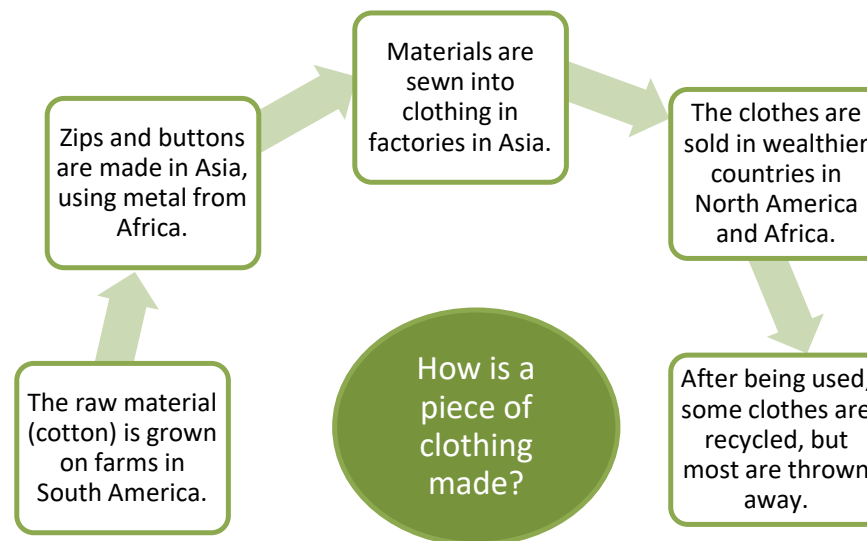 Materials are
sewn into
clothing in
factories in Asia.
Zips and buttons
are made in Asia,
using metal from
Africa.
The clothes are
sold in wealthier
countries in
North America
and Africa.
How is a
piece of
clothing
made?
The raw material
(cotton) is grown
on farms in
South America.
After being used,
some clothes are
recycled, but
most are thrown
away.